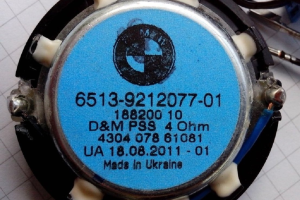 BMW
6513-9212077-01
188200 10
D&M PSS 4 Ohm
4304 078 61081
UA 18.08.2011 - 01
Made in Ukraine